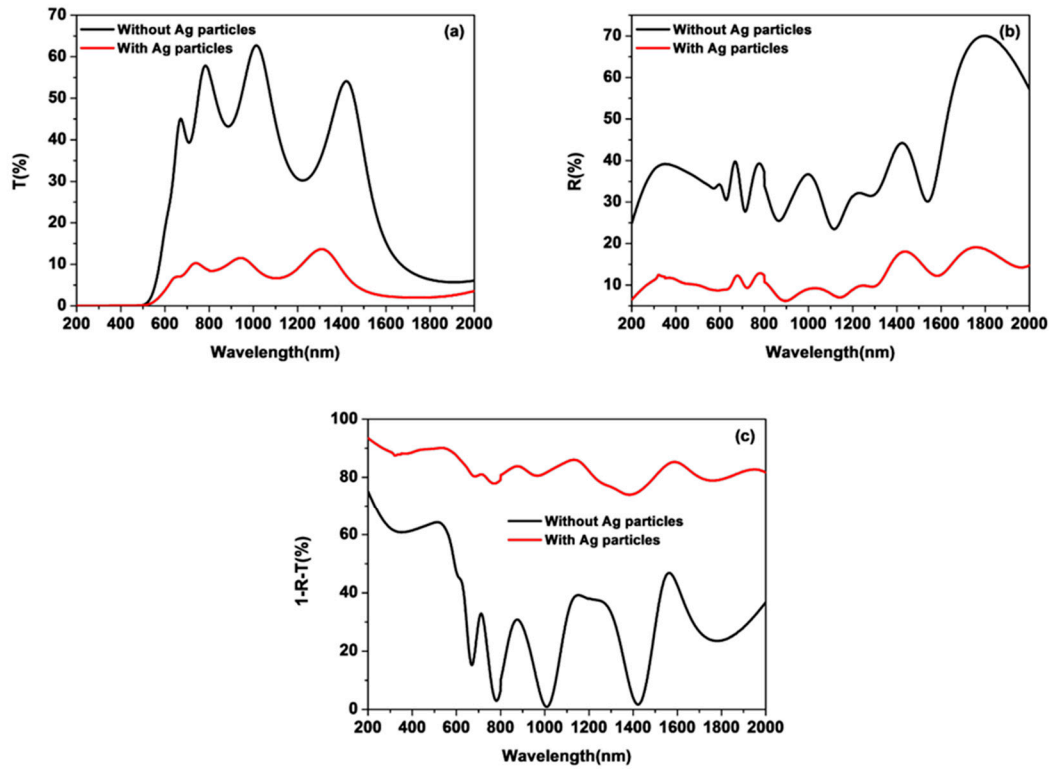 Without Ag particles
With Ag particles
(a)
T(%)
70
60
50
40
30
20
10
0
200 400 600 800 1000 1200 1400 1600 1800 2000
Wavelength(nm)
Without Ag particles
With Ag particles
(b)
R(%)
70
60
50
40
30
20
10
200 400 600 800 1000 1200 1400 1600 1800 2000
Wavelength(nm)
(c)
Without Ag particles
With Ag particles
1-R-T(%)
100
80
60
40
20
0
200 400 600 800 1000 1200 1400 1600 1800 2000
Wavelength(nm)